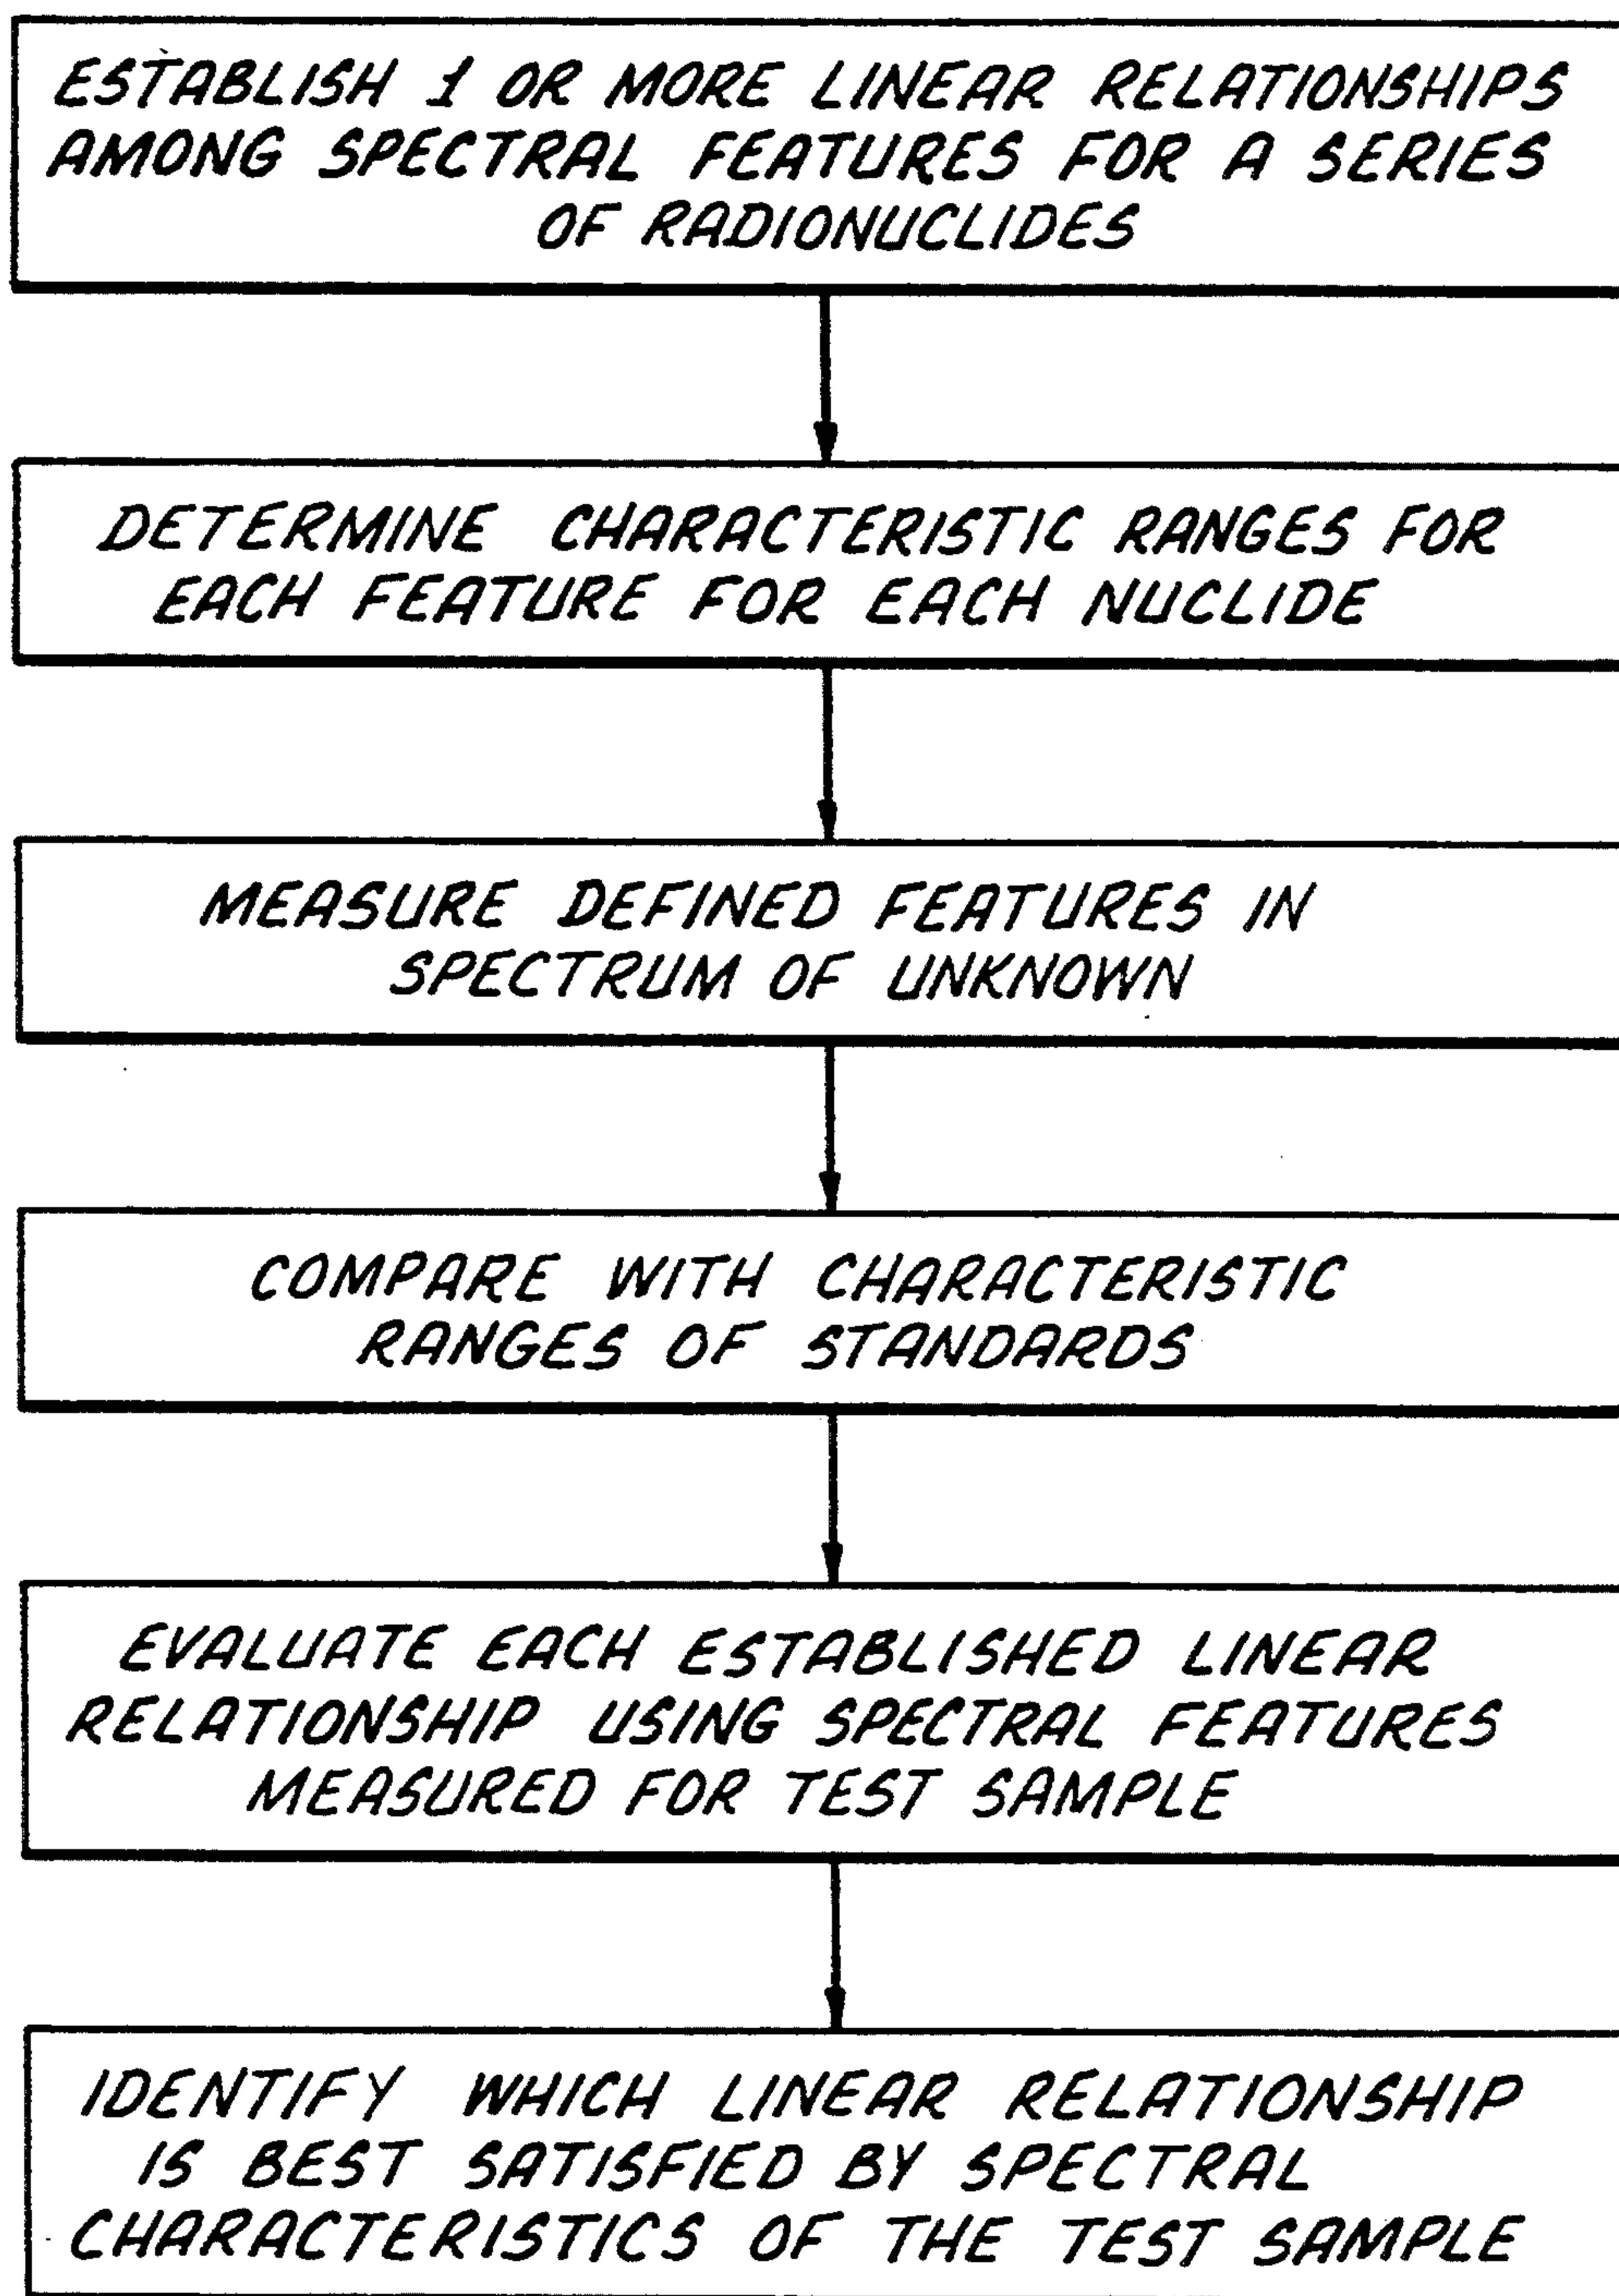 ESTABLISH 1 OR MORE LINEAR RELATIONSHIPS
AMONG SPECTRAL FEATURES FOR A SERIES
OF RADIONUCLIDES
DETERMINE CHARACTERISTIC RANGES FOR
EACH FEATURE FOR EACH NUCLIDE
MEASURE DEFINED FEATURES IN
SPECTRUM OF UNKNOWN
COMPARE WITH CHARACTERISTIC
RANGES OF STANDARDS
EVALUATE EACH ESTABLISHED LINEAR
RELATIONSHIP USING SPECTRAL FEATURES
MEASURED FOR TEST SAMPLE
IDENTIFY WHICH LINEAR RELATIONSHIP
IS BEST SATISFIED BY SPECTRAL
CHARACTERISTICS OF THE TEST SAMPLE